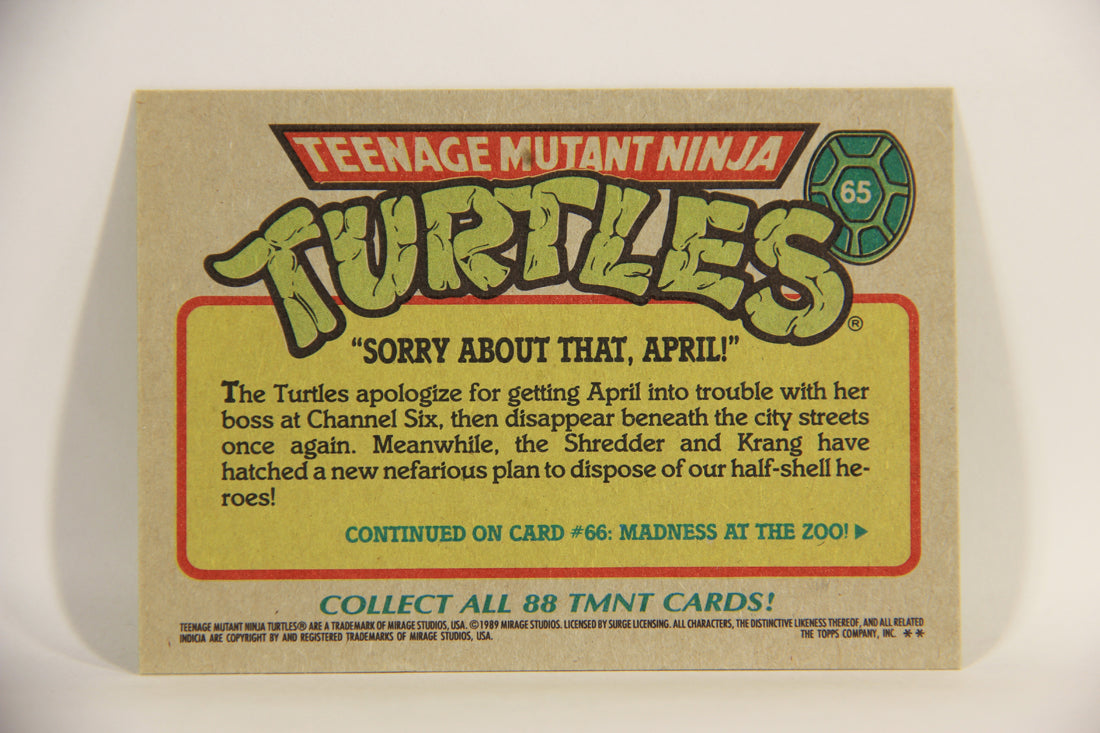 TEENAGE MUTANT NINJA
TURTLES
65
®
“SORRY ABOUT THAT, APRIL!”
The Turtles apologize for getting April into trouble with her
boss at Channel Six, then disappear beneath the city streets
once again. Meanwhile, the Shredder and Krang have
hatched a new nefarious plan to dispose of our half-shell he-
roes!
CONTINUED ON CARD #66: MADNESS AT THE ZOO! ►
COLLECT ALL 88 TMNT CARDS!
TEENAGE MUTANT NINJA TURTLES® ARE A TRADEMARK OF MIRAGE STUDIOS, USA. ©1989 MIRAGE STUDIOS. LICENSED BY SURGE LICENSING. ALL CHARACTERS, THE DISTINCTIVE LIKENESS THEREOF, AND ALL RELATED
INDICIA ARE COPYRIGHT BY AND REGISTERED TRADEMARKS OF MIRAGE STUDIOS, USA. THE TOPPS COMPANY, INC. * *